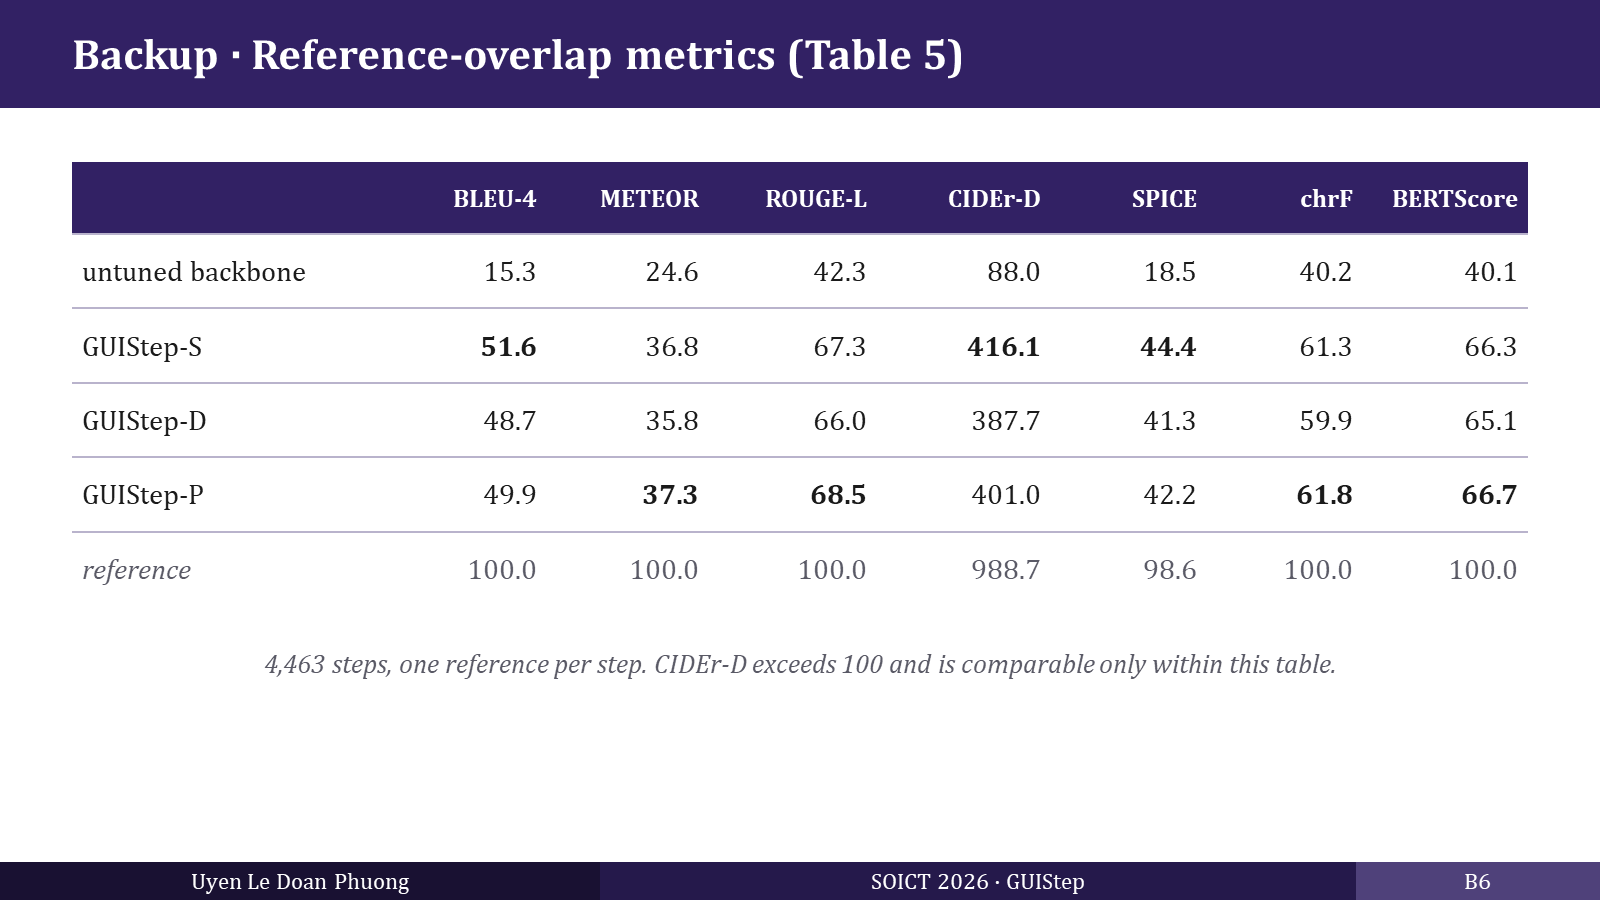 Backup · Reference-overlap metrics (Table 5)
BLEU-4 METEOR ROUGE-L CIDEr-D SPICE chrF BERTScore
untuned backbone 15.3 24.6 42.3 88.0 18.5 40.2 40.1
GUIStep-S 51.6 36.8 67.3 416.1 44.4 61.3 66.3
GUIStep-D 48.7 35.8 66.0 387.7 41.3 59.9 65.1
GUIStep-P 49.9 37.3 68.5 401.0 42.2 61.8 66.7
reference 100.0 100.0 100.0 988.7 98.6 100.0 100.0
4,463 steps, one reference per step. CIDEr-D exceeds 100 and is comparable only within this table.
Uyen Le Doan Phuong SOICT 2026 · GUIStep B6